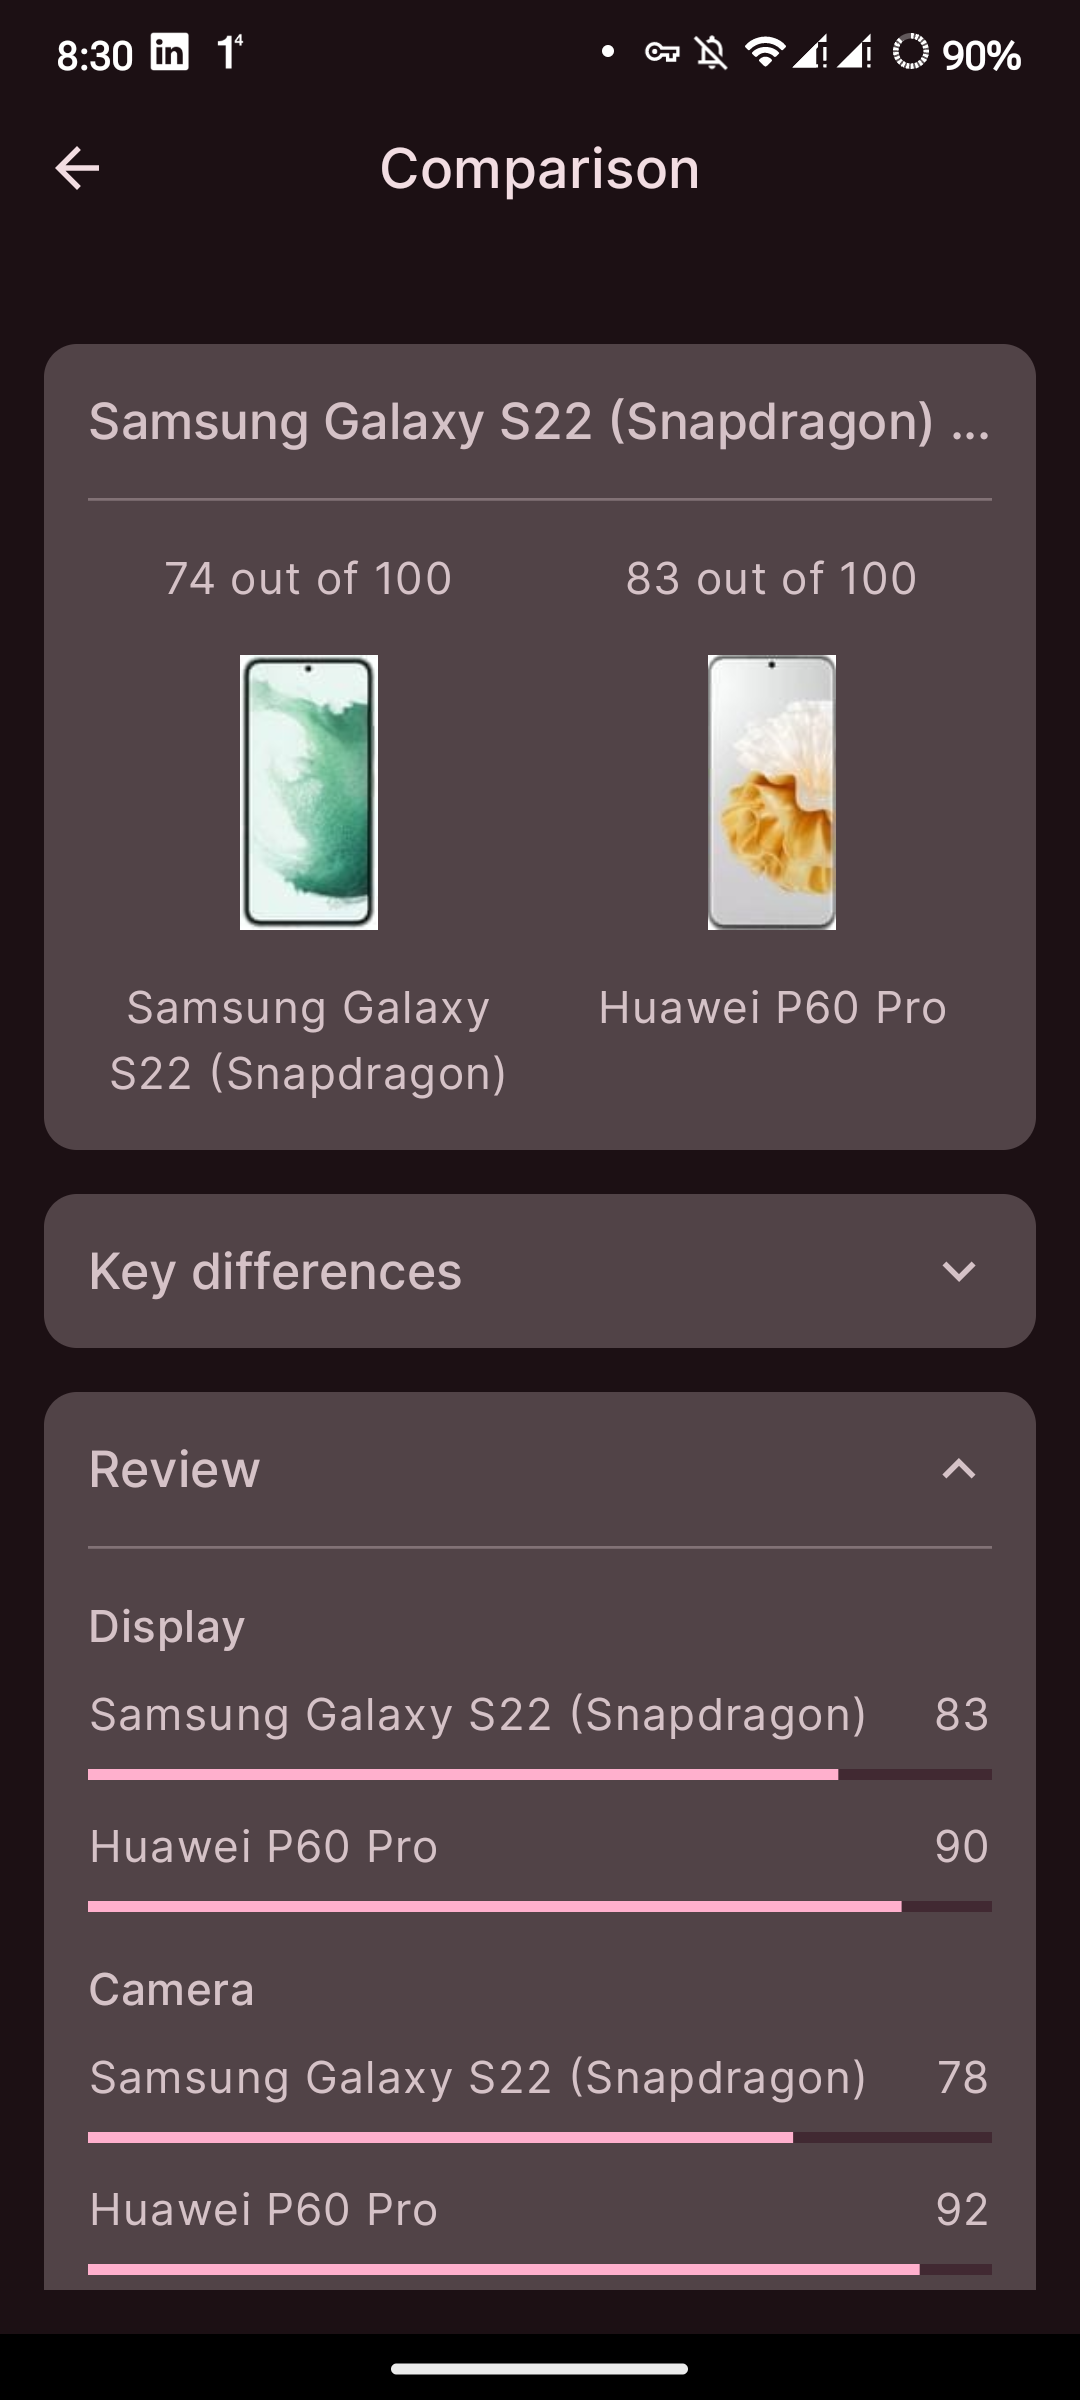 8:30 in 1⁴ 90%
Comparison
Samsung Galaxy S22 (Snapdragon) ...
74 out of 100 83 out of 100
Samsung Galaxy Huawei P60 Pro
S22 (Snapdragon)
Key differences
Review
Display
Samsung Galaxy S22 (Snapdragon) 83
Huawei P60 Pro 90
Camera
Samsung Galaxy S22 (Snapdragon) 78
Huawei P60 Pro 92